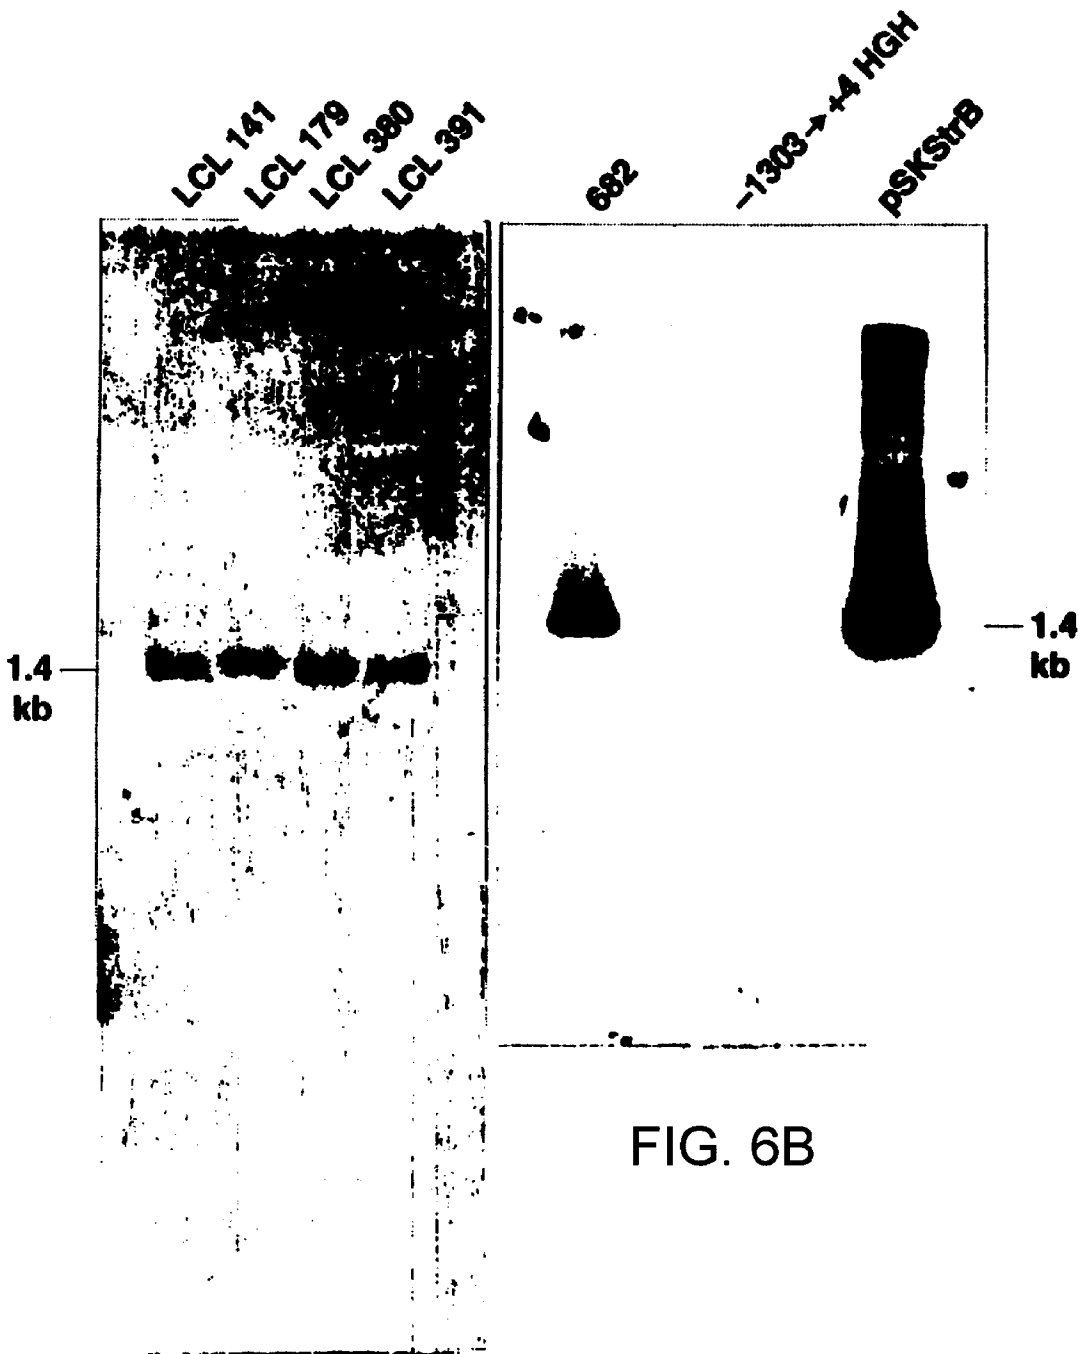 LCL 141
LCL 179
LCL 380
LCL 391
682
–1303→ +4 HGH
pSKStrB
1.4
kb
1.4
kb
FIG. 6B